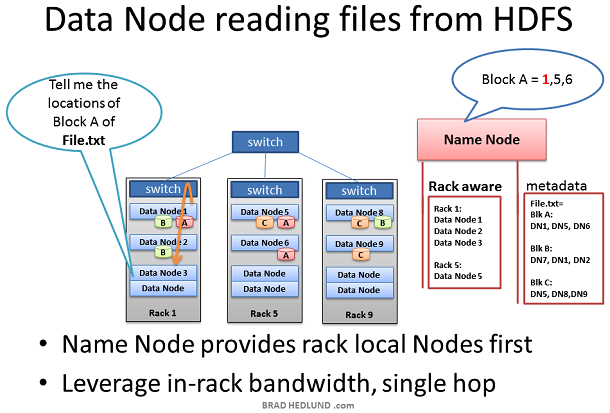 Data Node reading files from HDFS
Tell me the
locations of
Block A of
File.txt
Block A = 1,5,6
Name Node
switch
switch
switch
switch
Data Node 1
B
A
Data Node 2
B
Data Node 3
Data Node
Rack 1
Data Node 5
C
A
Data Node 6
A
Data Node
Data Node
Rack 5
Data Node 8
C
B
Data Node 9
C
Data Node
Data Node
Rack 9
Rack aware
Rack 1:
Data Node 1
Data Node 2
Data Node 3
Rack 5:
Data Node 5
metadata
File.txt=
Blk A:
DN1, DN5, DN6
Blk B:
DN7, DN1, DN2
Blk C:
DN5, DN8,DN9
• Name Node provides rack local Nodes first
• Leverage in-rack bandwidth, single hop
BRAD HEDLUND .com